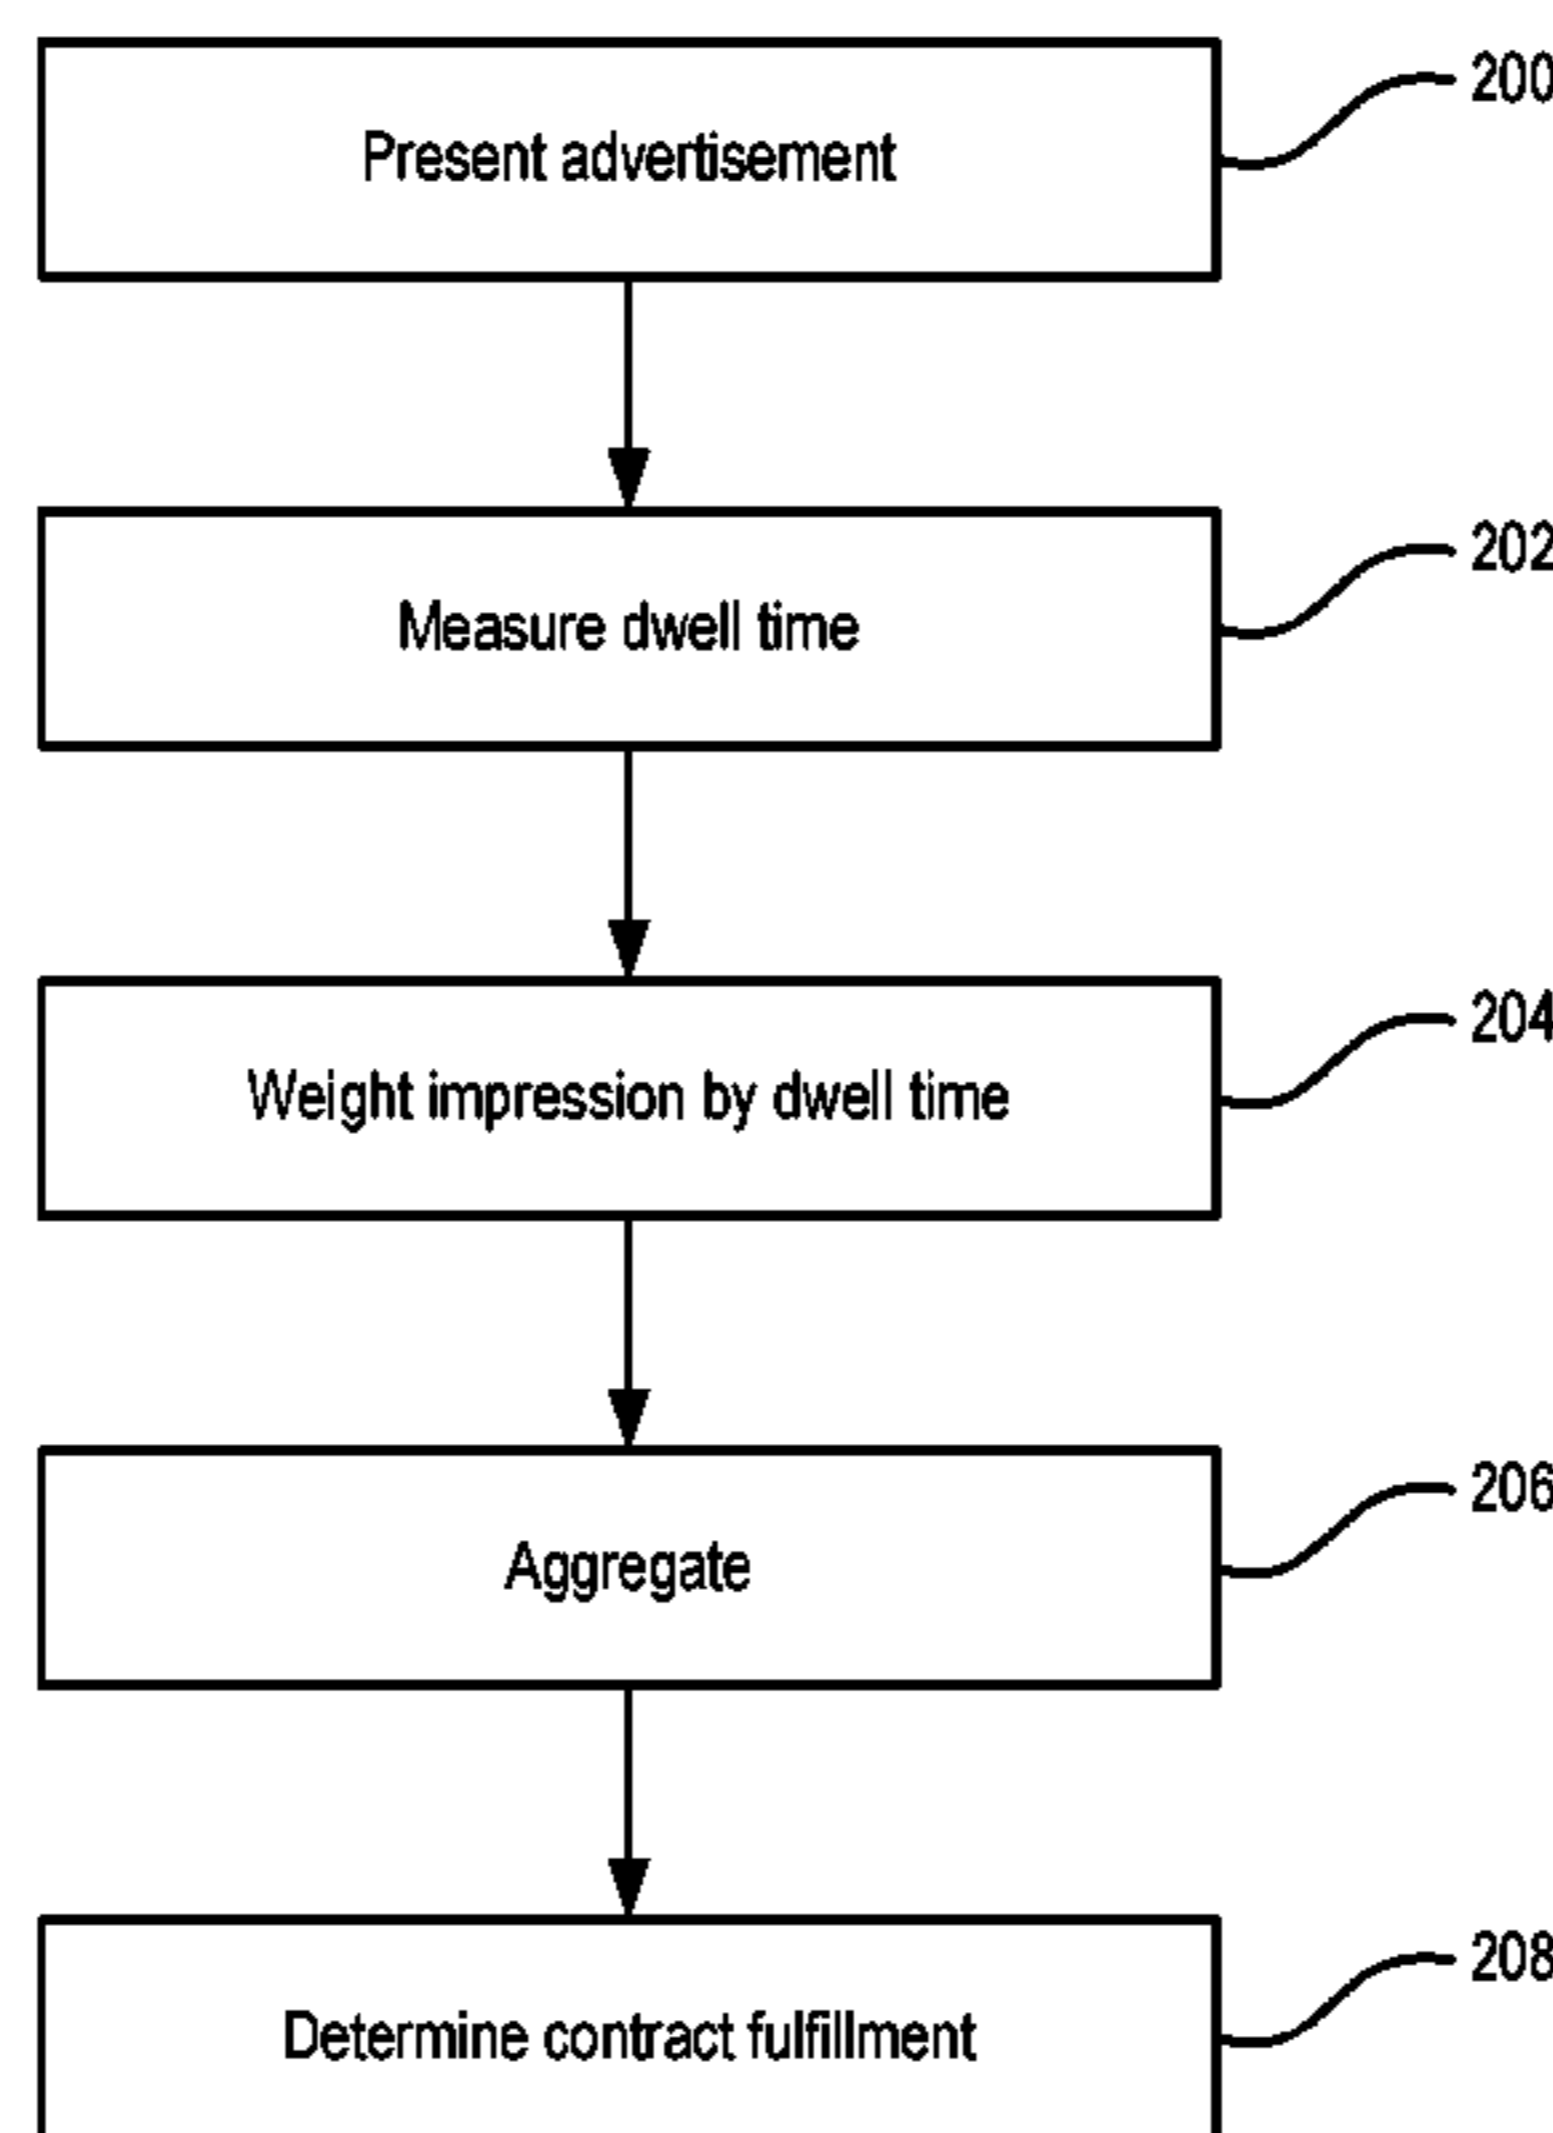 Present advertisement
200
Measure dwell time
202
Weight impression by dwell time
204
Aggregate
206
Determine contract fulfillment
208